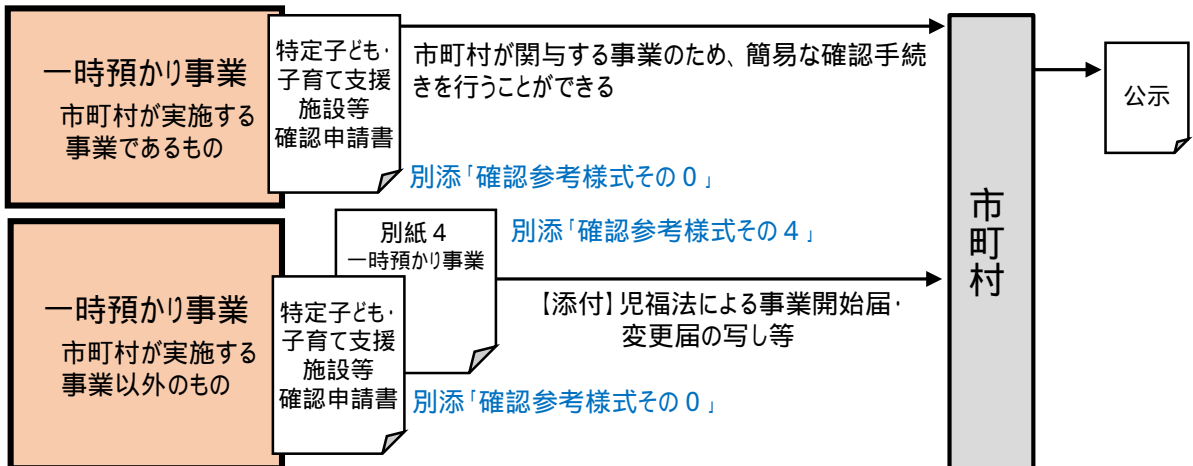 一時預かり事業
市町村が実施する
事業であるもの
特定子ども・
子育て支援
施設等
確認申請書
市町村が関与する事業のため、簡易な確認手続
きを行うことができる
別添「確認参考様式その０」
公示
市町村
一時預かり事業
市町村が実施する
事業以外のもの
別紙４
一時預かり事業
特定子ども・
子育て支援
施設等
確認申請書
別添「確認参考様式その４」
【添付】児福法による事業開始届・
変更届の写し等
別添「確認参考様式その０」